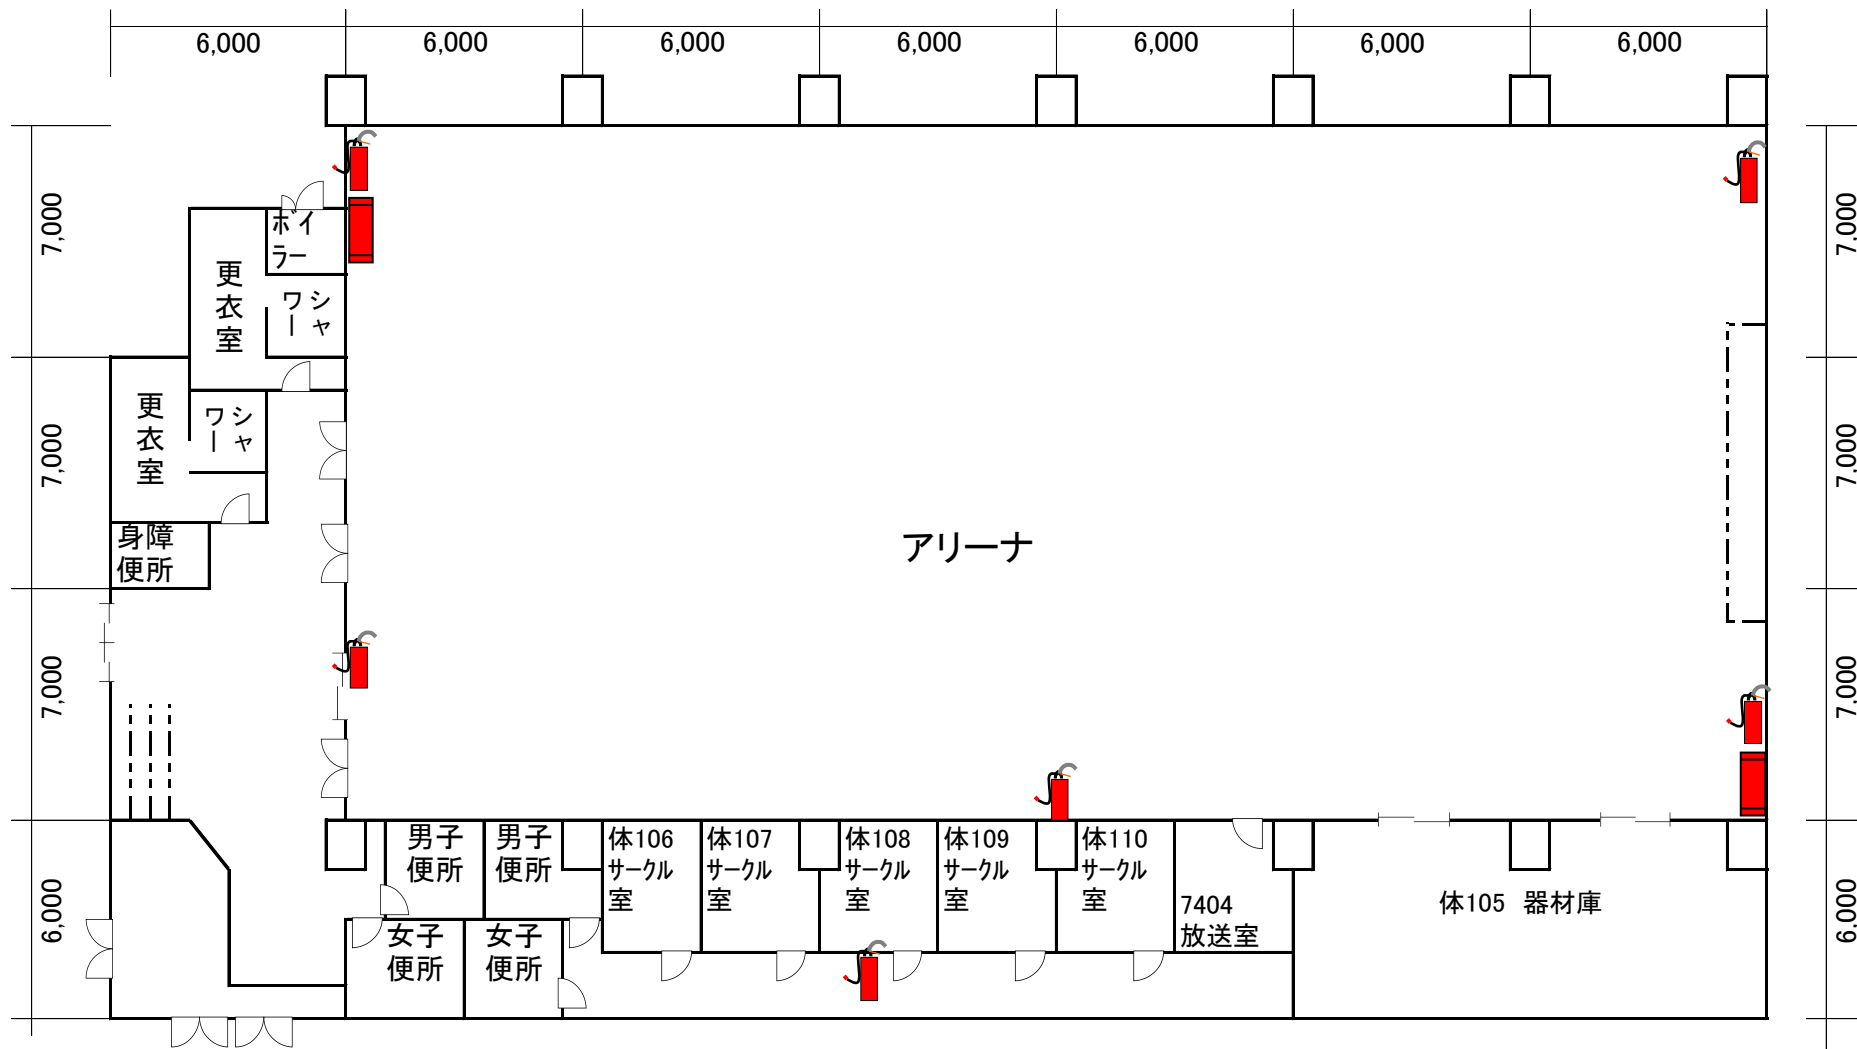 6,000
6,000
6,000
6,000
6,000
6,000
6,000
7,000
7,000
7,000
6,000
7,000
7,000
7,000
6,000
ボイ
ラー
更衣室
シャワー
更衣室
シャワー
身障
便所
アリーナ
男子
便所
男子
便所
女子
便所
女子
便所
体106
サークル
室
体107
サークル
室
体108
サークル
室
体109
サークル
室
体110
サークル
室
7404
放送室
体105 器材庫